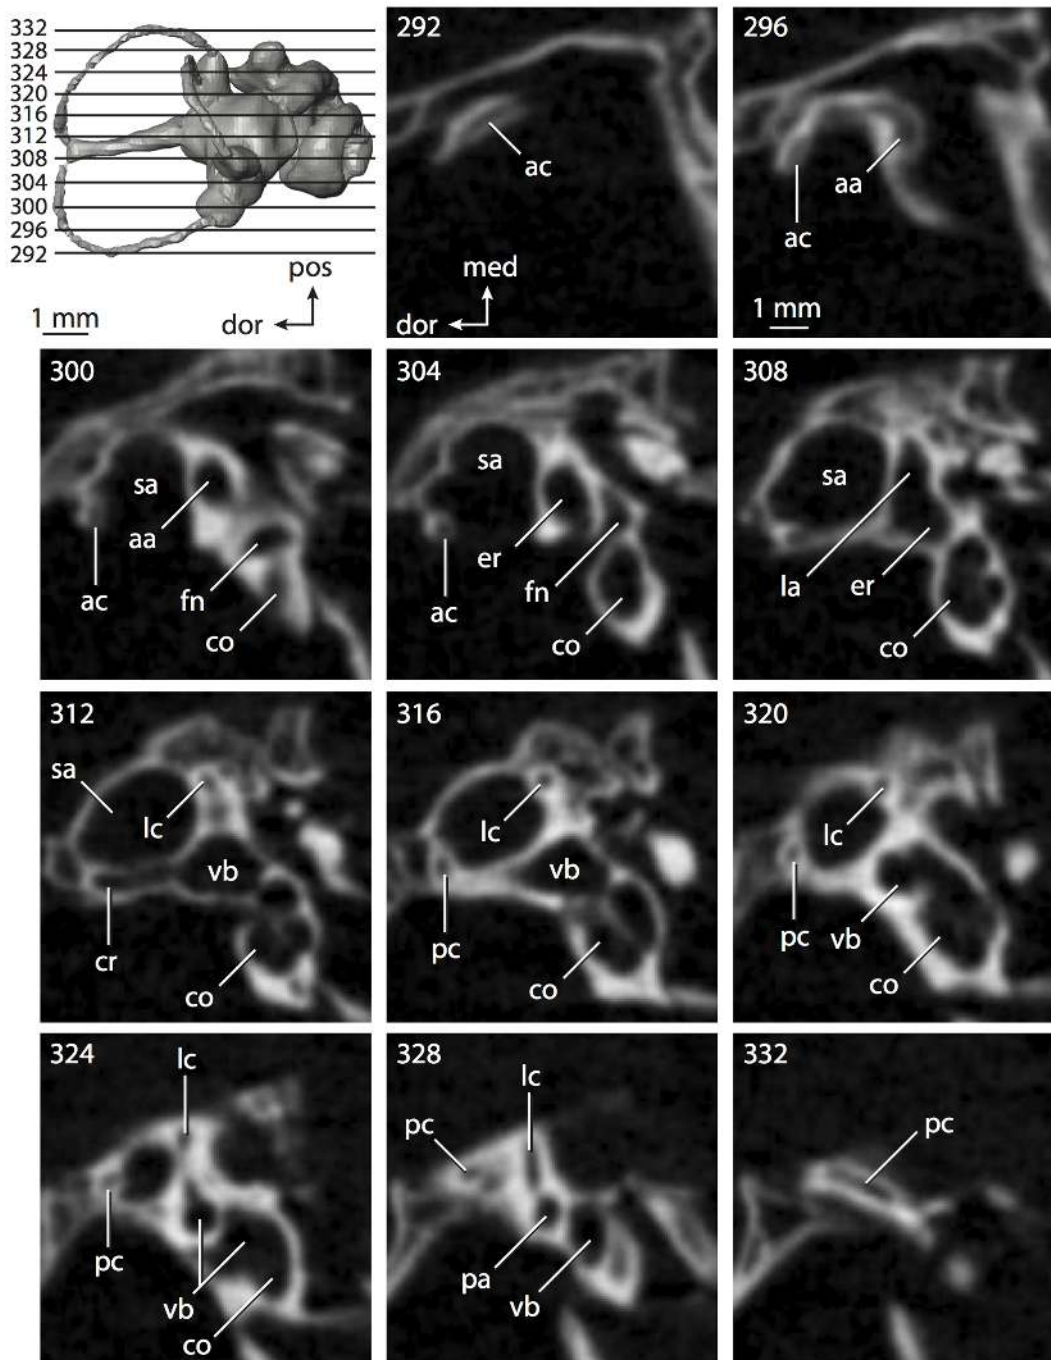 332
328
324
320
316
312
308
304
300
296
292
pos
dor
1 mm
292
ac
med
dor
296
aa
ac
1 mm
300
sa
aa
ac
fn
co
304
sa
er
fn
ac
co
308
sa
la
er
co
312
sa
lc
vb
cr
co
316
lc
vb
pc
co
320
lc
pc
vb
co
324
lc
pc
vb
co
328
lc
pc
pa
vb
332
pc